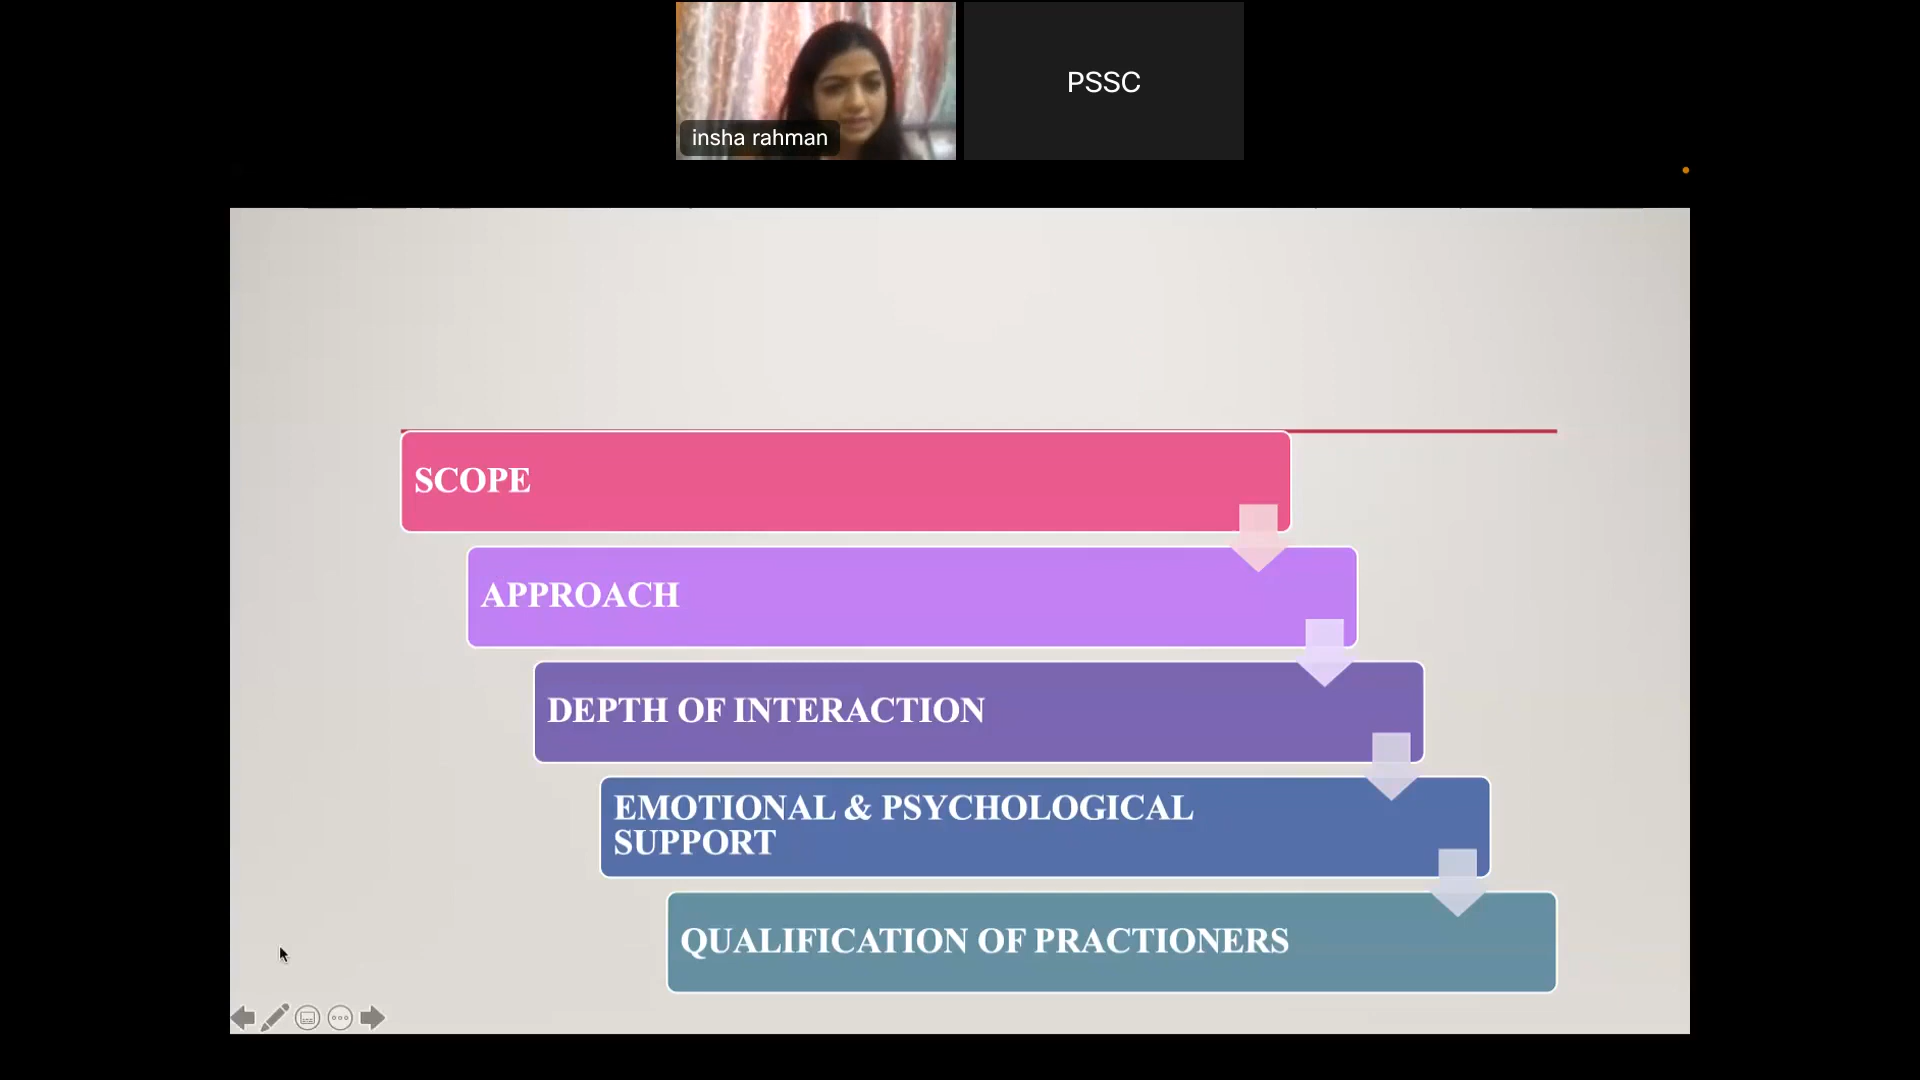 insha rahman
PSSC
SCOPE
APPROACH
DEPTH OF INTERACTION
EMOTIONAL & PSYCHOLOGICAL
SUPPORT
QUALIFICATION OF PRACTIONERS